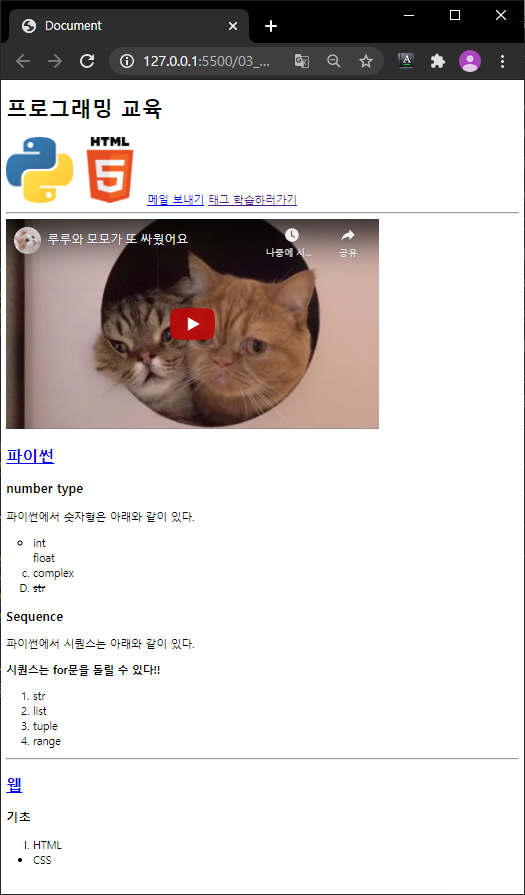 Document
127.0.0.1:5500/03_...
프로그래밍 교육
HTML
5
메일 보내기 태그 학습하러가기
루루와 모모가 또 싸웠어요
나중에 시...
공유
파이썬
number type
파이썬에서 숫자형은 아래와 같이 있다.
int
float
c. complex
D. str
Sequence
파이썬에서 시퀀스는 아래와 같이 있다.
시퀀스는 for문을 돌릴 수 있다!!
1. str
2. list
3. tuple
4. range
웹
기초
I. HTML
CSS